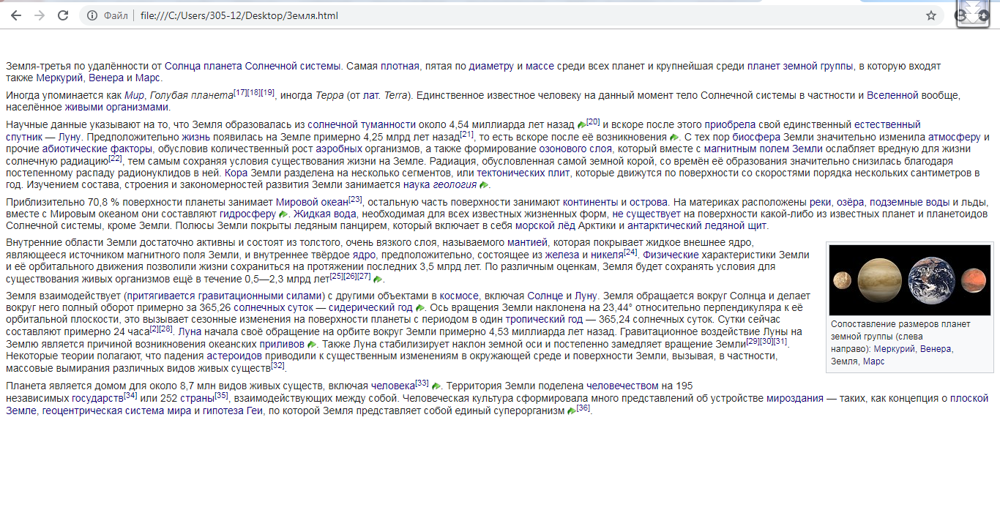 Файл file:///C:/Users/305-12/Desktop/Земля.html
Земля-третья по удалённости от Солнца планета Солнечной системы. Самая плотная, пятая по диаметру и массе среди всех планет и крупнейшая среди планет земной группы, в которую входят
также Меркурий, Венера и Марс.
Иногда упоминается как Мир, Голубая планета[17][18][19], иногда Терра (от лат. Terra). Единственное известное человеку на данный момент тело Солнечной системы в частности и Вселенной вообще,
населённое живыми организмами.
Научные данные указывают на то, что Земля образовалась из солнечной туманности около 4,54 миллиарда лет назад [20] и вскоре после этого приобрела свой единственный естественный
спутник — Луну. Предположительно жизнь появилась на Земле примерно 4,25 млрд лет назад[21], то есть вскоре после её возникновения . С тех пор биосфера Земли значительно изменила атмосферу и
прочие абиотические факторы, обусловив количественный рост аэробных организмов, а также формирование озонового слоя, который вместе с магнитным полем Земли ослабляет вредную для жизни
солнечную радиацию[22], тем самым сохраняя условия существования жизни на Земле. Радиация, обусловленная самой земной корой, со времён её образования значительно снизилась благодаря
постепенному распаду радионуклидов в ней. Кора Земли разделена на несколько сегментов, или тектонических плит, которые движутся по поверхности со скоростями порядка нескольких сантиметров в
год. Изучением состава, строения и закономерностей развития Земли занимается наука геология .
Приблизительно 70,8 % поверхности планеты занимает Мировой океан[23], остальную часть поверхности занимают континенты и острова. На материках расположены реки, озёра, подземные воды и льды,
вместе с Мировым океаном они составляют гидросферу . Жидкая вода, необходимая для всех известных жизненных форм, не существует на поверхности какой-либо из известных планет и планетоидов
Солнечной системы, кроме Земли. Полюсы Земли покрыты ледяным панцирем, который включает в себя морской лёд Арктики и антарктический ледяной щит.
Внутренние области Земли достаточно активны и состоят из толстого, очень вязкого слоя, называемого мантией, которая покрывает жидкое внешнее ядро,
являющееся источником магнитного поля Земли, и внутреннее твёрдое ядро, предположительно, состоящее из железа и никеля[24]. Физические характеристики Земли
и её орбитального движения позволили жизни сохраниться на протяжении последних 3,5 млрд лет. По различным оценкам, Земля будет сохранять условия для
существования живых организмов ещё в течение 0,5—2,3 млрд лет[25][26][27] .
Земля взаимодействует (притягивается гравитационными силами) с другими объектами в космосе, включая Солнце и Луну. Земля обращается вокруг Солнца и делает
вокруг него полный оборот примерно за 365,26 солнечных суток — сидерический год . Ось вращения Земли наклонена на 23,44° относительно перпендикуляра к её
орбитальной плоскости, это вызывает сезонные изменения на поверхности планеты с периодом в один тропический год — 365,24 солнечных суток. Сутки сейчас
составляют примерно 24 часа[2][28]. Луна начала своё обращение на орбите вокруг Земли примерно 4,53 миллиарда лет назад. Гравитационное воздействие Луны на
Землю является причиной возникновения океанских приливов . Также Луна стабилизирует наклон земной оси и постепенно замедляет вращение Земли[29][30][31].
Некоторые теории полагают, что падения астероидов приводили к существенным изменениям в окружающей среде и поверхности Земли, вызывая, в частности,
массовые вымирания различных видов живых существ[32].
Сопоставление размеров планет
земной группы (слева
направо): Меркурий, Венера,
Земля, Марс
Планета является домом для около 8,7 млн видов живых существ, включая человека[33] . Территория Земли поделена человечеством на 195
независимых государств[34] или 252 страны[35], взаимодействующих между собой. Человеческая культура сформировала много представлений об устройстве мироздания — таких, как концепция о плоской
Земле, геоцентрическая система мира и гипотеза Геи, по которой Земля представляет собой единый суперорганизм [36].